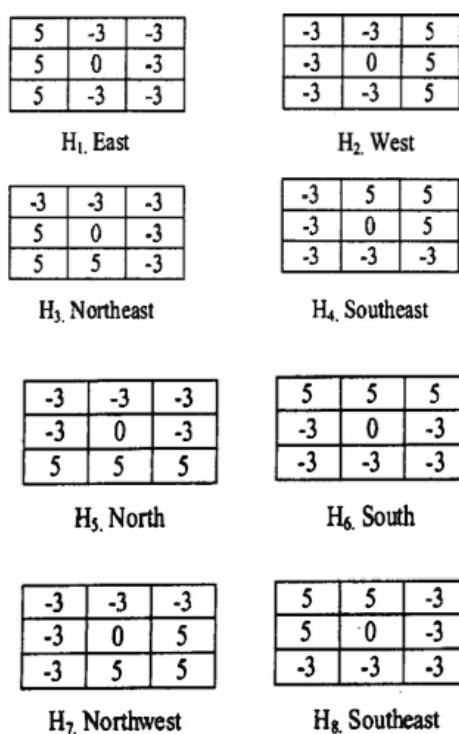 5 -3 -3
5 0 -3
5 -3 -3
H1. East
-3 -3 5
-3 0 5
-3 -3 5
H2. West
-3 -3 -3
5 0 -3
5 5 -3
H3. Northeast
-3 5 5
-3 0 5
-3 -3 -3
H4. Southeast
-3 -3 -3
-3 0 -3
5 5 5
H5. North
5 5 5
-3 0 -3
-3 -3 -3
H6. South
-3 -3 -3
-3 0 5
-3 5 5
H7. Northwest
5 5 -3
5 0 -3
-3 -3 -3
H8. Southeast